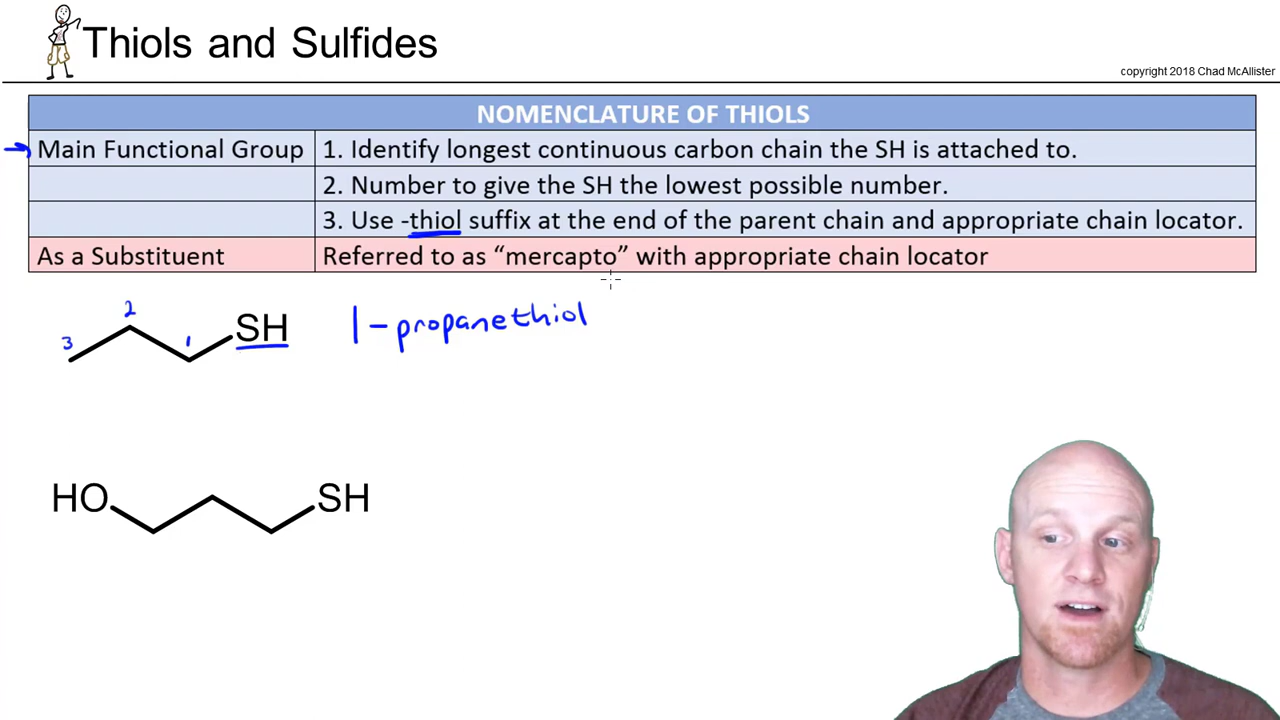 Thiols and Sulfides
copyright 2018 Chad McAllister
NOMENCLATURE OF THIOLS
Main Functional Group 1. Identify longest continuous carbon chain the SH is attached to.
2. Number to give the SH the lowest possible number.
3. Use -thiol suffix at the end of the parent chain and appropriate chain locator.
As a Substituent Referred to as “mercapto” with appropriate chain locator
3 2 1 SH 1-propanethiol
HO SH